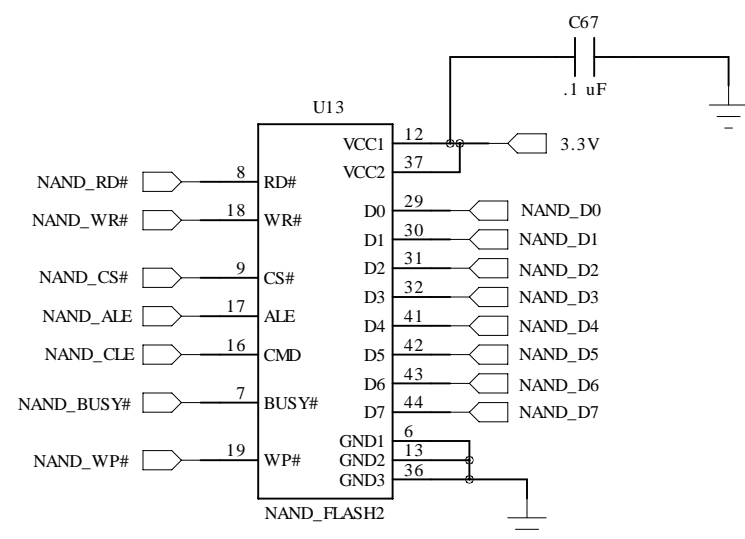 C67
.1 uF
U13
VCC1 12 3.3V
VCC2 37
NAND_RD# 8 RD#
NAND_WR# 18 WR#
D0 29 NAND_D0
D1 30 NAND_D1
NAND_CS# 9 CS#
D2 31 NAND_D2
D3 32 NAND_D3
NAND_ALE 17 ALE
D4 41 NAND_D4
NAND_CLE 16 CMD
D5 42 NAND_D5
D6 43 NAND_D6
NAND_BUSY# 7 BUSY#
D7 44 NAND_D7
GND1 6
NAND_WP# 19 WP#
GND2 13
GND3 36
NAND_FLASH2